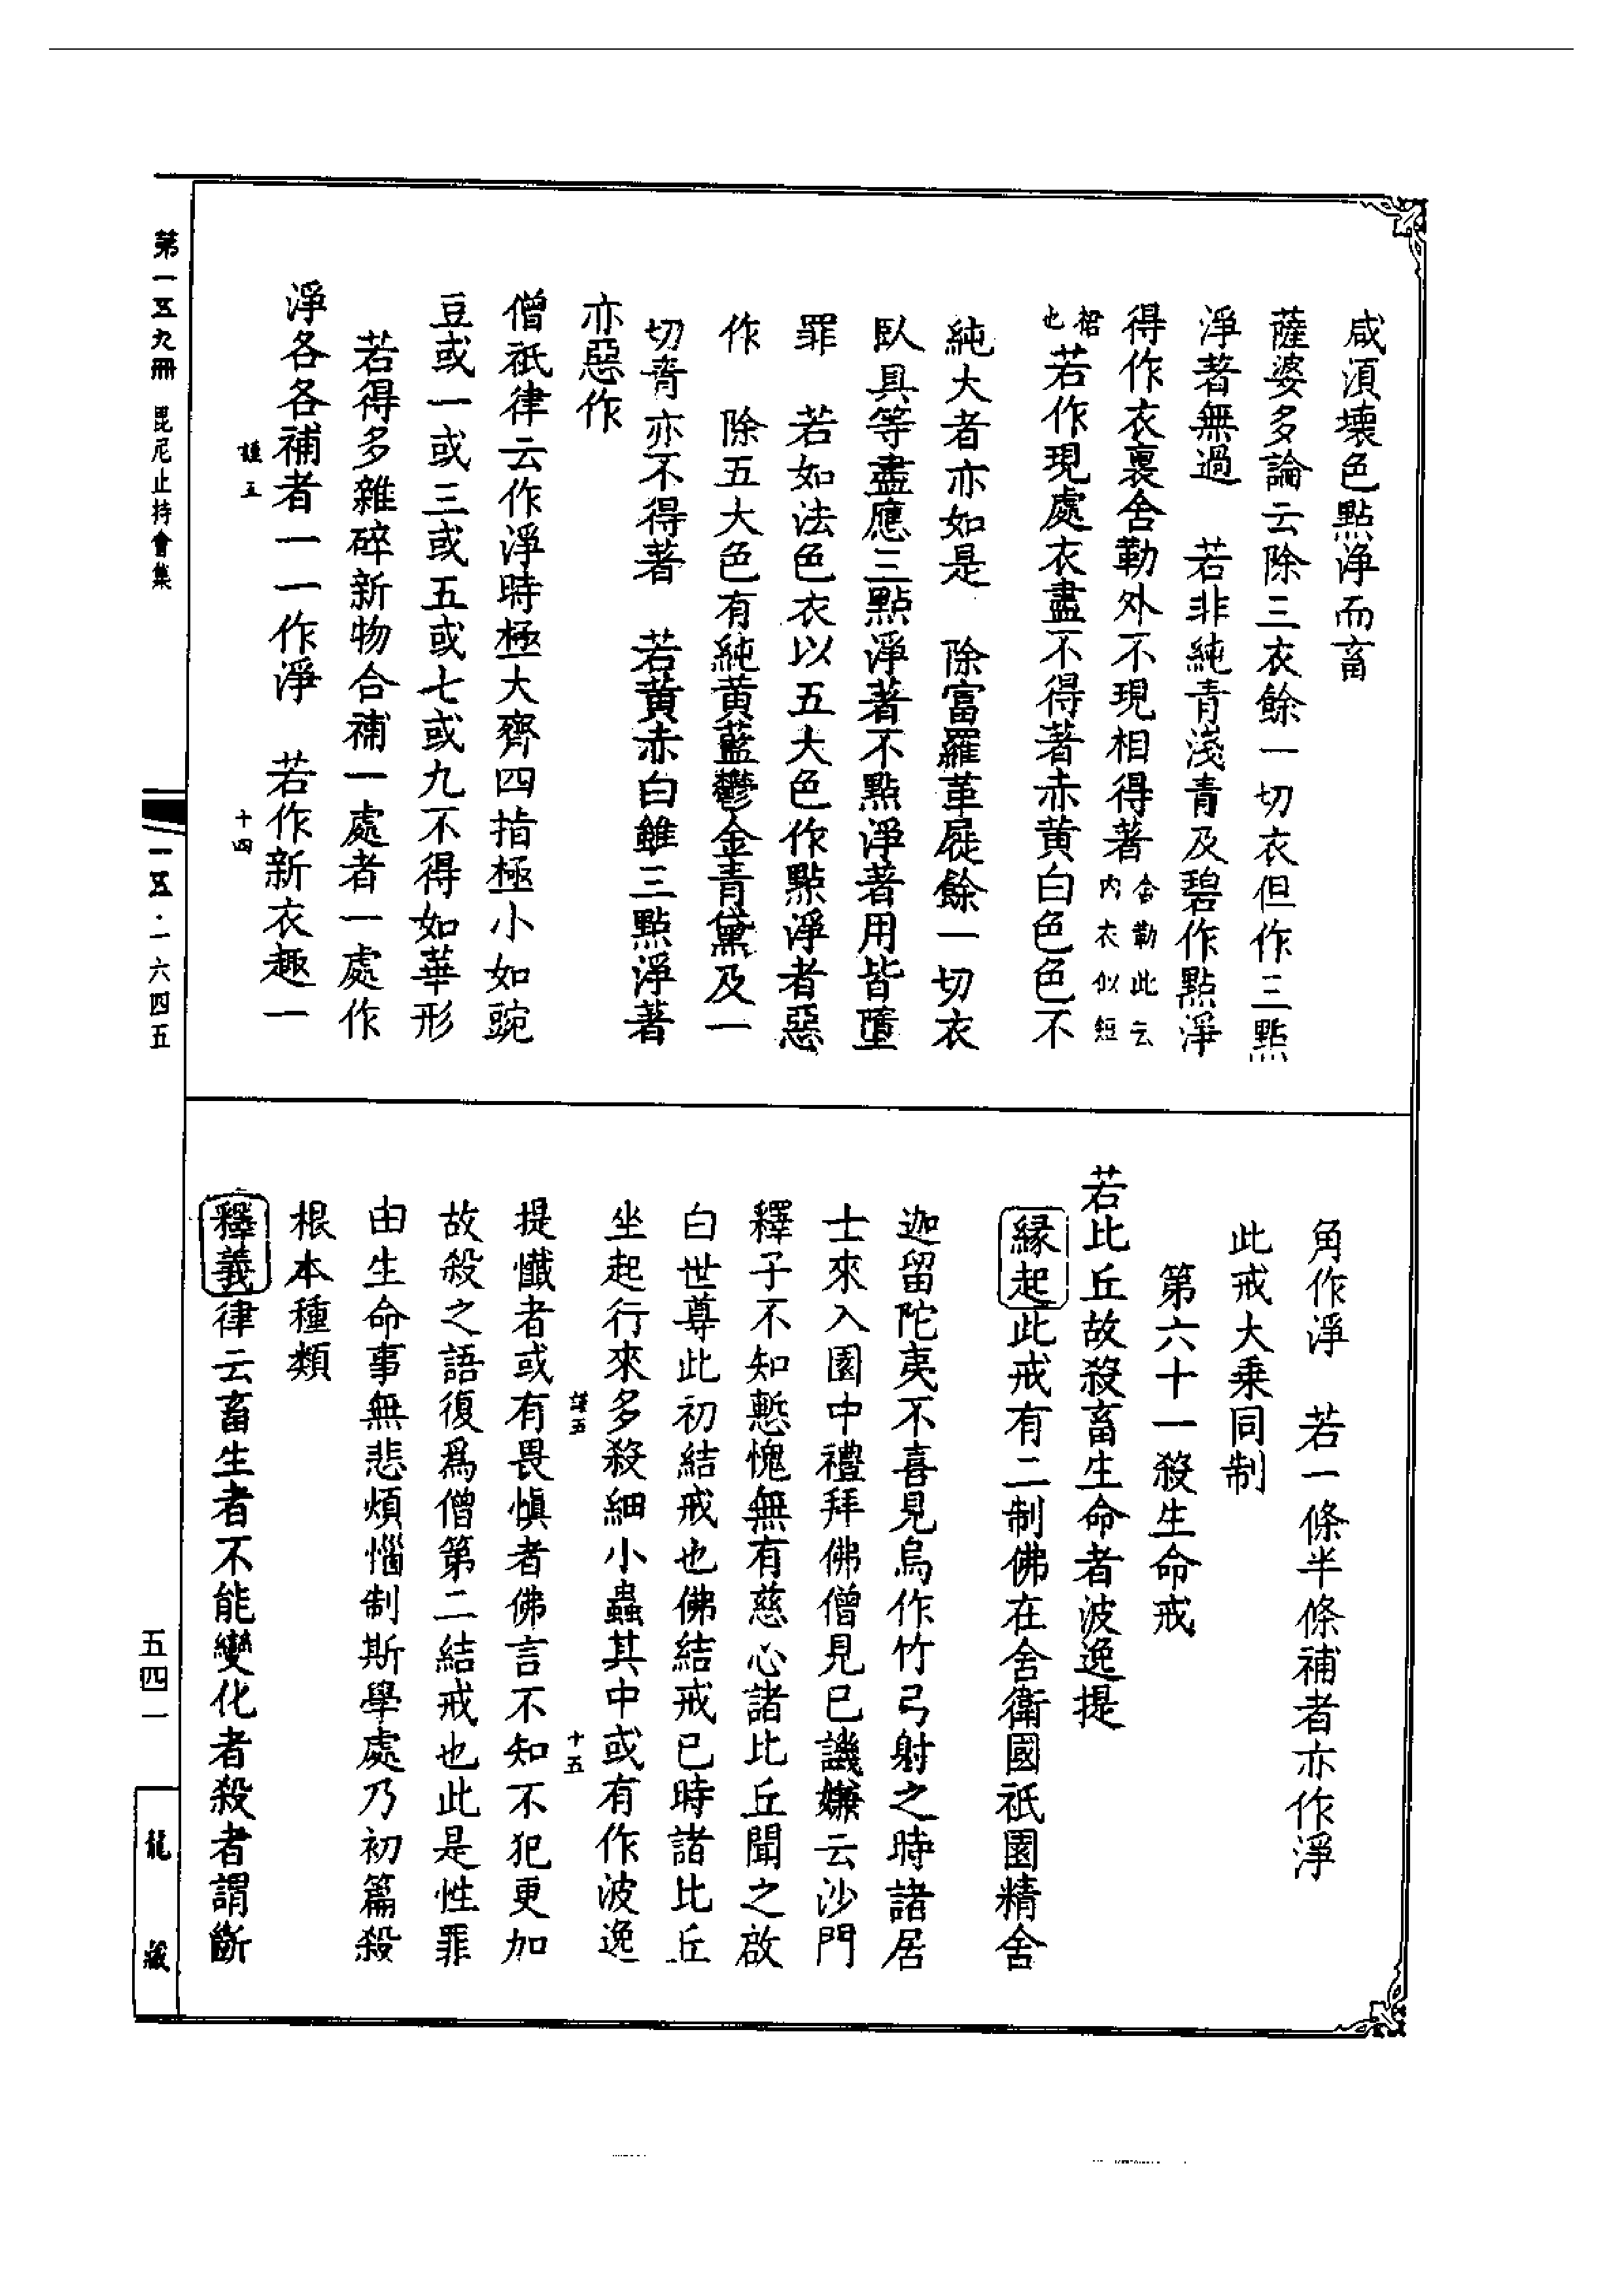 咸湏壞色點淨而畜
薩婆多論云除三衣餘一切衣但作三點
淨著無過　若非純青淺青及碧作點淨
得作衣裏舍勒外不現相得著舍勒此云內衣似短
裙也若作現處衣盡不得著赤黃白色色不
純大者亦如是　除富羅革屣餘一切衣
臥具等盡應三點淨著不點淨著用皆墮
罪　若如法色衣以五大色作點淨者惡
作　除五大色有純黃藍鬱金青黛及一
切青亦不得著　若黃赤白雖三點淨著
亦惡作
僧祇律云作淨時極大齊四指極小如豌
豆或一或三或五或七或九不得如華形
若得多雜碎新物合補一處者一處作
淨各各補者一一作淨　若作新衣趣一
五
十四
角作淨　若一條半條補者亦作淨
此戒大乘同制
第六十一殺生命戒
若比丘故殺畜生命者波逸提
緣起此戒有二制佛在舍衛國祇園精舍
迦留陀夷不喜見烏作竹弓射之時諸居
士來入園中禮拜佛僧見已譏嫌云沙門
釋子不知慙愧無有慈心諸比丘聞之啟
白世尊此初結戒也佛結戒已時諸比丘
坐起行來多殺細小蟲其中或有作波逸
五
十五
提懺者或有畏慎者佛言不知不犯更加
故殺之語復爲僧第二結戒也此是性罪
由生命事無悲煩惱制斯學處乃初篇殺
根本種類
釋義律云畜生者不能變化者殺者謂斷
第一五九冊　毘尼止持會集
一五·一六四五
五四一
龍藏